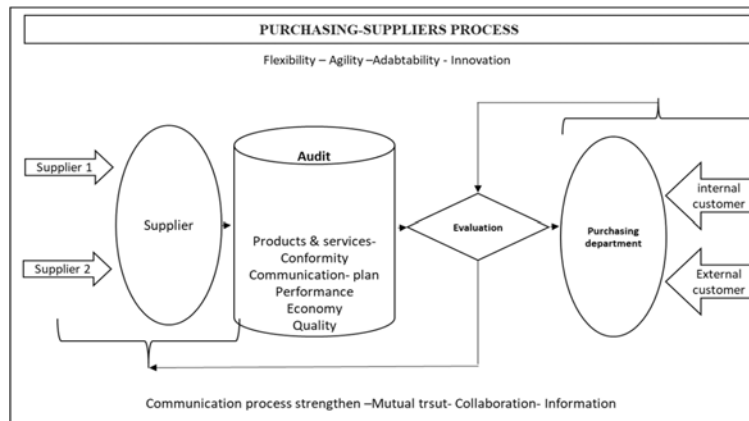 PURCHASING-SUPPLIERS PROCESS
Flexibility – Agility –Adabtability - Innovation
Supplier 1
Supplier 2
Supplier
Audit
Products & services-
Conformity
Communication- plan
Performance
Economy
Quality
Evaluation
Purchasing
department
internal
customer
External
customer
Communication process strengthen –Mutual trsut- Collaboration- Information